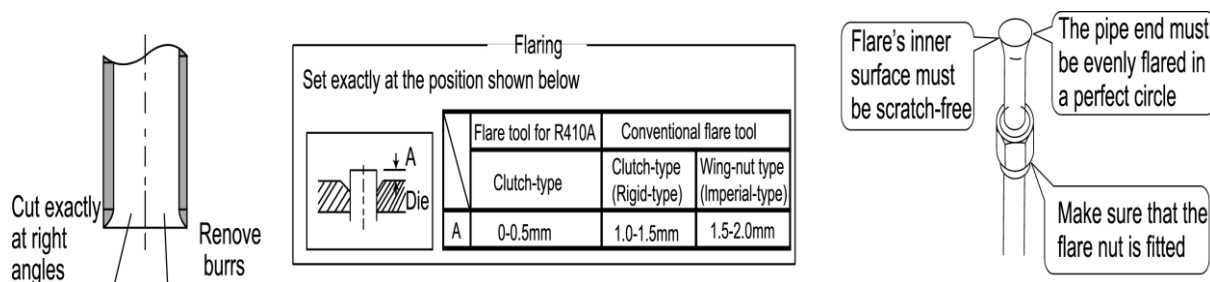 Cut exactly
at right
angles
Renove
burrs
Flaring
Set exactly at the position shown below
A
Die
Flare tool for R410A Conventional flare tool
Clutch-type Clutch-type (Rigid-type) Wing-nut type (Imperial-type)
A 0-0.5mm 1.0-1.5mm 1.5-2.0mm
Flare's inner
surface must
be scratch-free
The pipe end must
be evenly flared in
a perfect circle
Make sure that the
flare nut is fitted